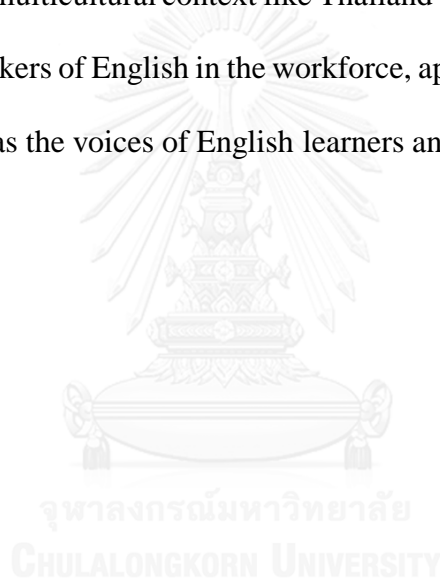 multicultural context like Thailand
kers of English in the workforce, ap
as the voices of English learners an
จุฬาลงกรณ์มหาวิทยาลัย
CHULALONGKORN UNIVERSITY